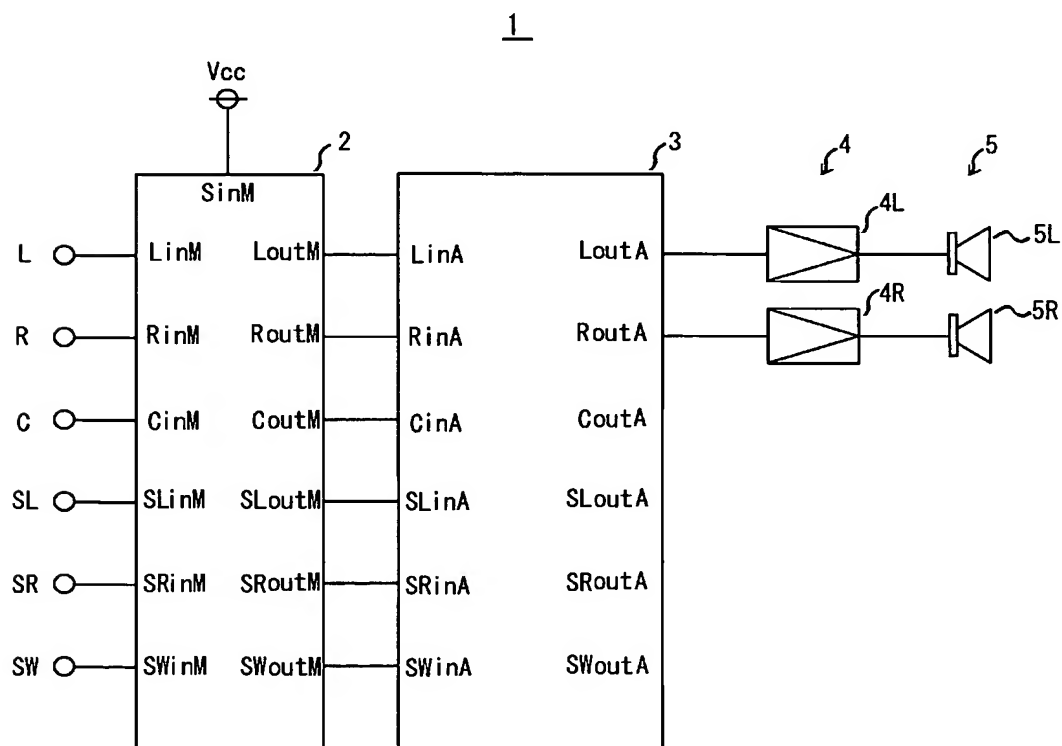 1
Vcc
2 3 4 5
SinM
4L
L LinM LoutM LinA LoutA 5L
4R
5R
R RinM RoutM RinA RoutA
C CinM CoutM CinA CoutA
SL SLinM SLoutM SLinA SLoutA
SR SRinM SRoutM SRinA SRoutA
SW SWinM SWoutM SWinA SWoutA